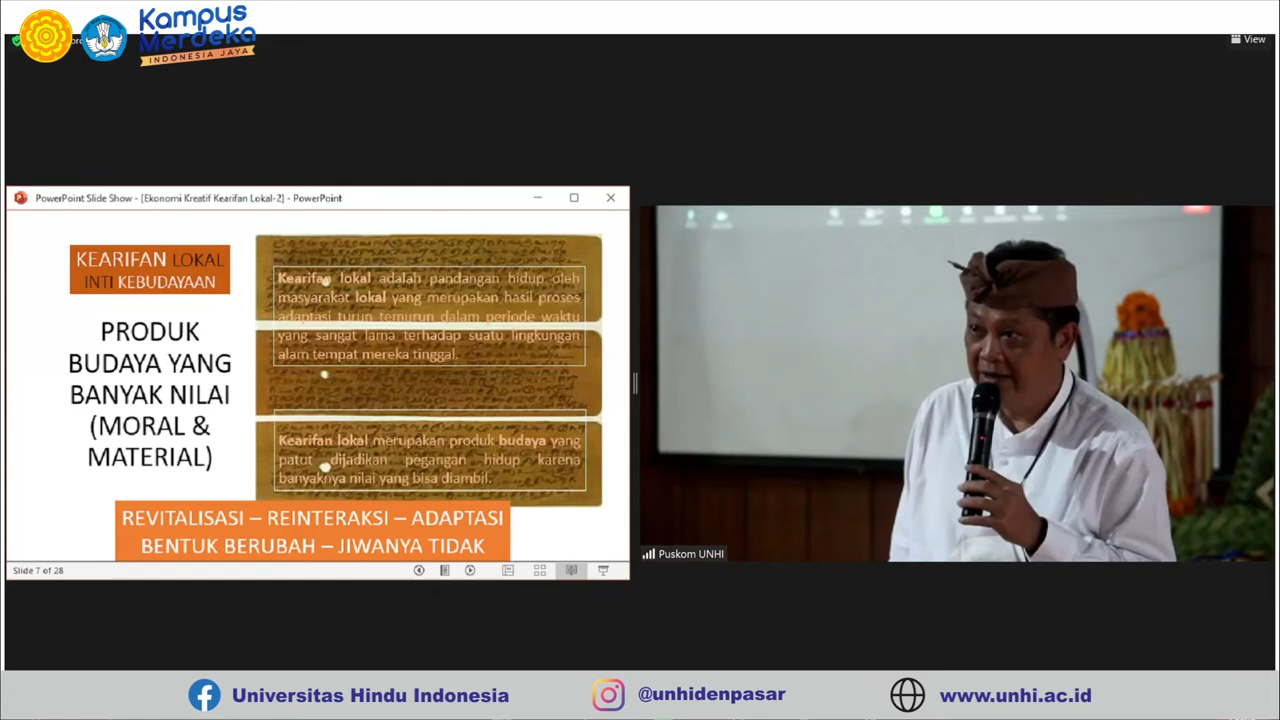 Kampus
Merdeka
INDONESIA JAYA
View
PowerPoint Slide Show - [Ekonomi Kreatif Kearifan Lokal-2] - PowerPoint
KEARIFAN LOKAL
INTI KEBUDAYAAN
PRODUK
BUDAYA YANG
BANYAK NILAI
(MORAL &
MATERIAL)
Kearifan lokal adalah pandangan hidup oleh
masyarakat lokal yang merupakan hasil proses
adaptasi turun temurun dalam periode waktu
yang sangat lama terhadap suatu lingkungan
alam tempat mereka tinggal.
Kearifan lokal merupakan produk budaya yang
patut dijadikan pegangan hidup karena
banyaknya nilai yang bisa diambil.
REVITALISASI – REINTERAKSI – ADAPTASI
BENTUK BERUBAH – JIWANYA TIDAK
Slide 7 of 28
Puskom UNHI
Universitas Hindu Indonesia
@unhidenpasar
www.unhi.ac.id